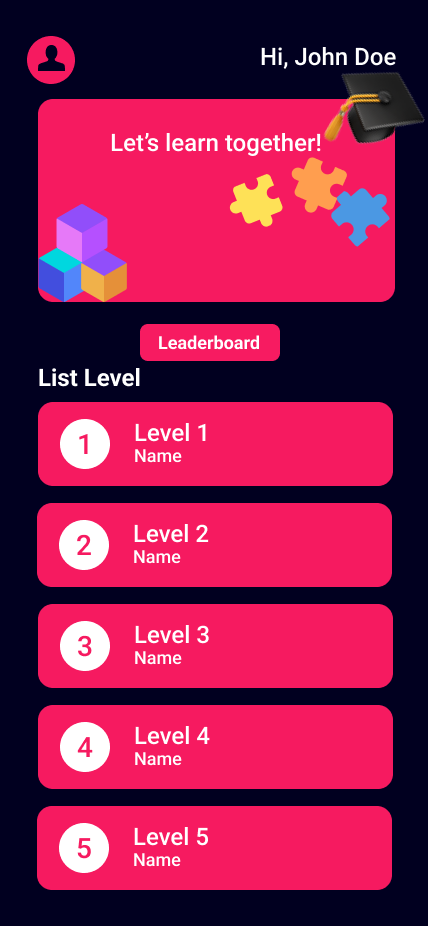 Hi, John Doe
Let’s learn together!
Leaderboard
List Level
1
Level 1
Name
2
Level 2
Name
3
Level 3
Name
4
Level 4
Name
5
Level 5
Name